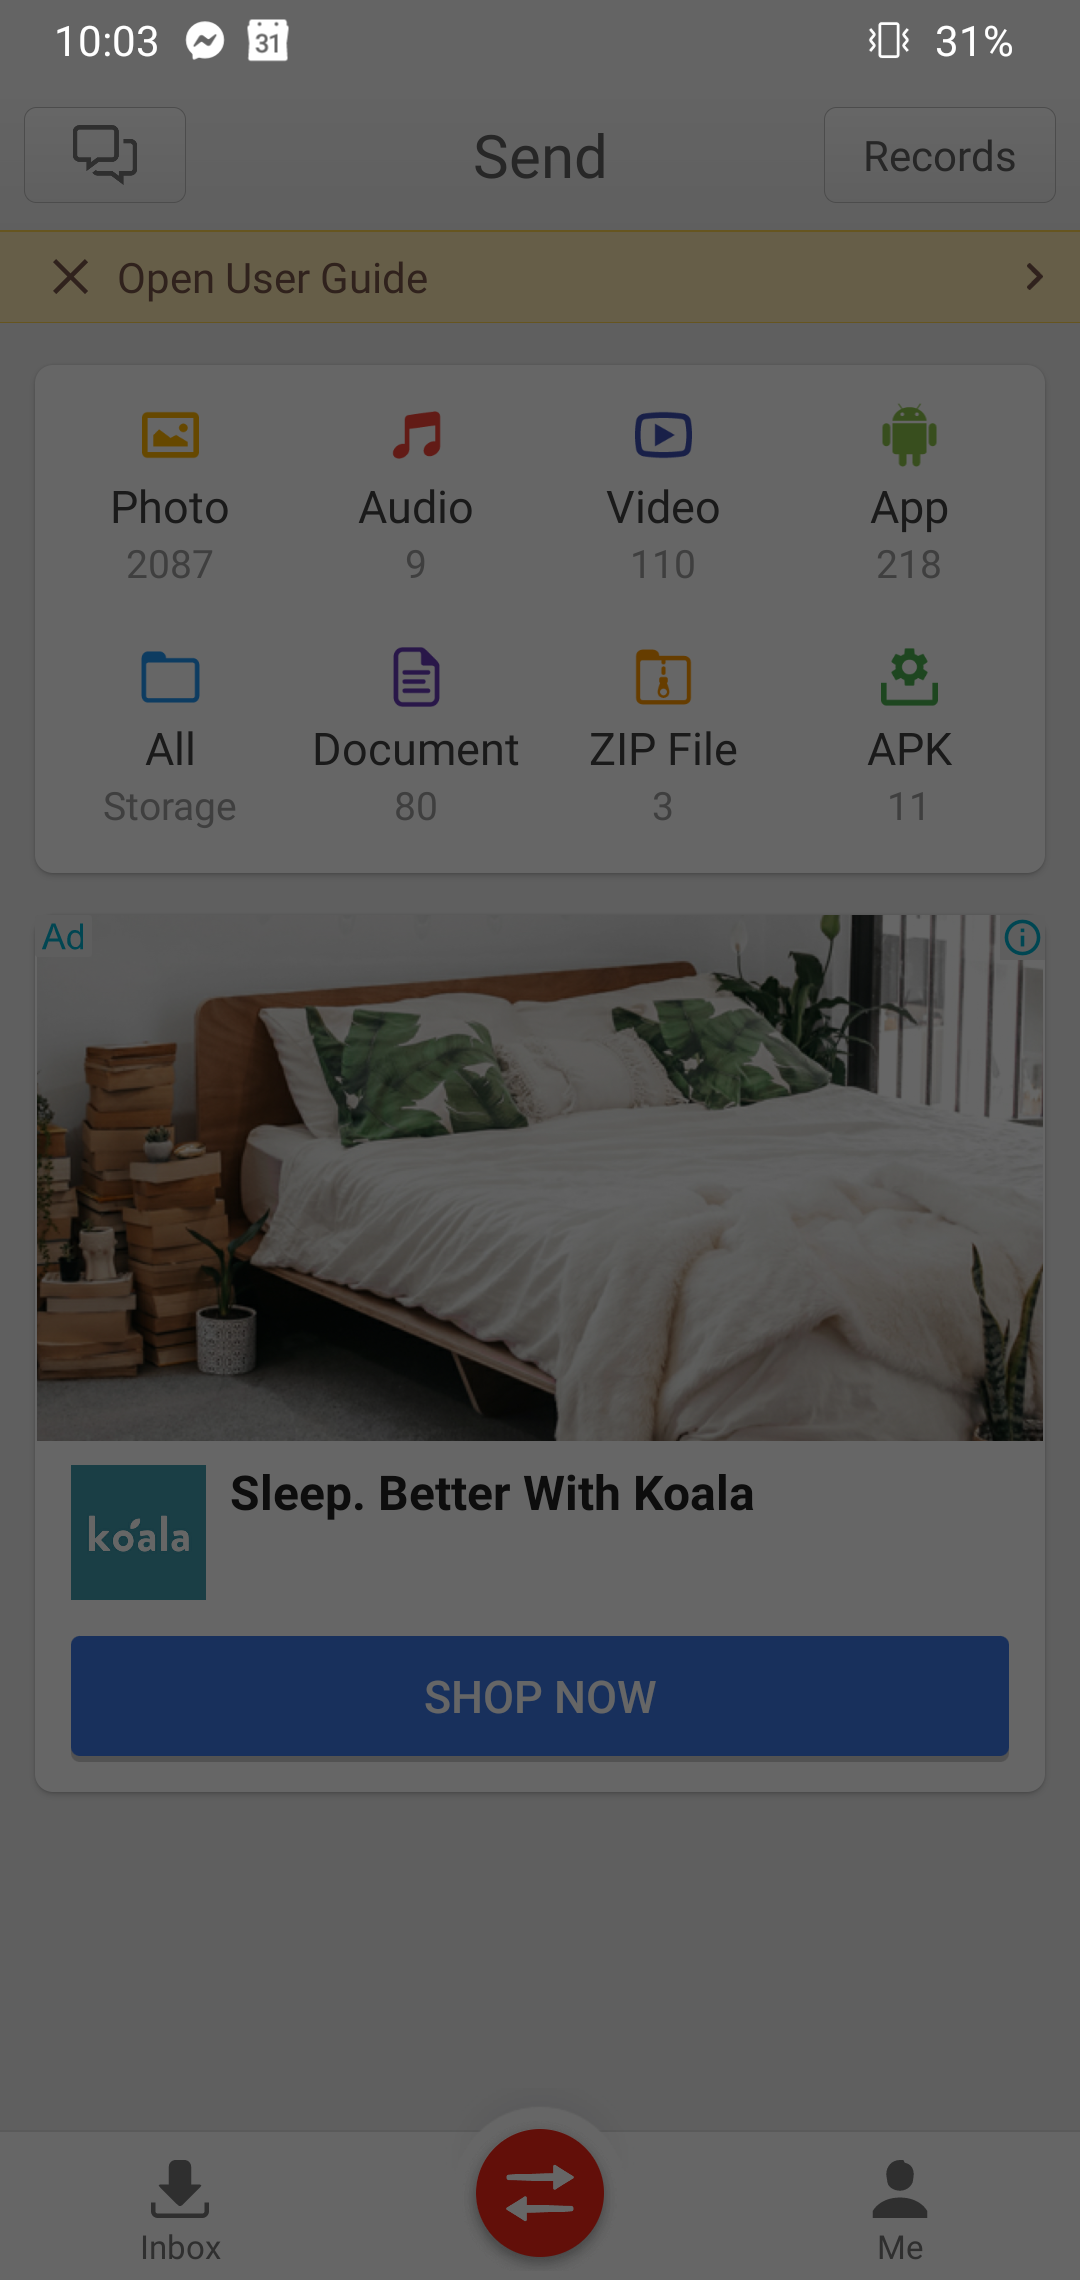 10:03
31
31%
Send
Records
Open User Guide
Photo
Audio
Video
App
2087
9
110
218
All
Document
ZIP File
APK
Storage
80
3
11
Ad
koala
Sleep. Better With Koala
SHOP NOW
Inbox
Me